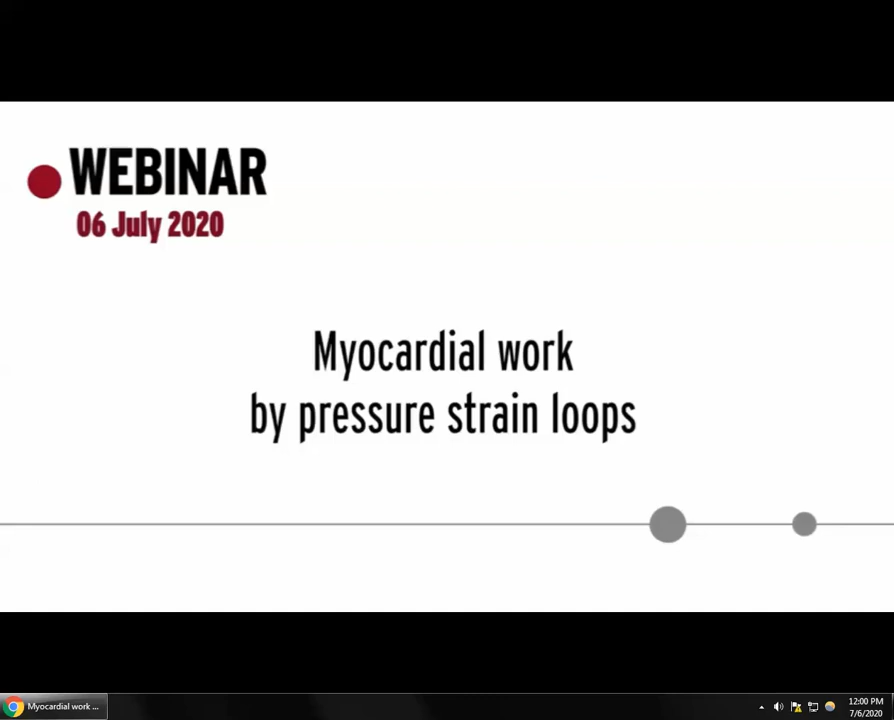 WEBINAR
06 July 2020
Myocardial work
by pressure strain loops
Myocardial work ...
12:00 PM
7/6/2020